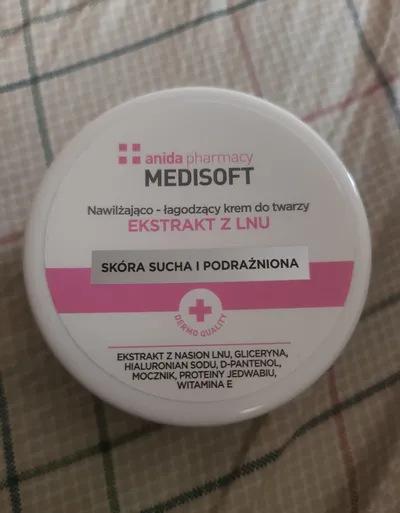 anida pharmacy
MEDISOFT
Nawilżająco - łagodzący krem do twarzy
EKSTRAKT Z LNU
SKÓRA SUCHA I PODRAŻNIONA
DERMO QUALITY
EKSTRAKT Z NASION LNU, GLICERYNA,
HIALURONIAN SODU, D-PANTENOL,
MOCZNIK, PROTEINY JEDWABIU,
WITAMINA E